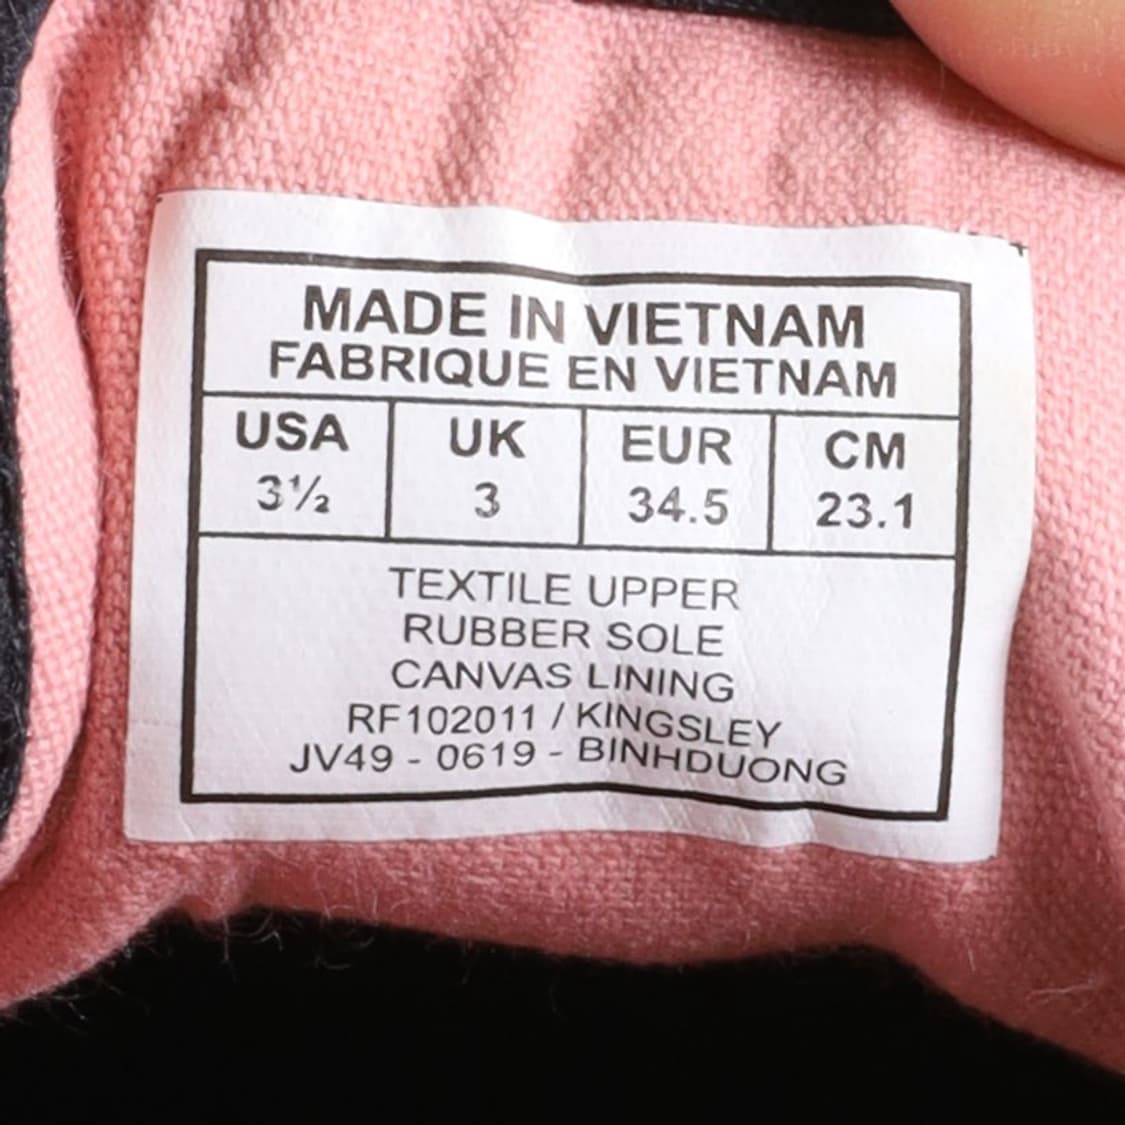 MADE IN VIETNAM
FABRIQUE EN VIETNAM
USA UK EUR CM
3½ 3 34.5 23.1
TEXTILE UPPER
RUBBER SOLE
CANVAS LINING
RF102011 / KINGSLEY
JV49 - 0619 - BINHDUONG